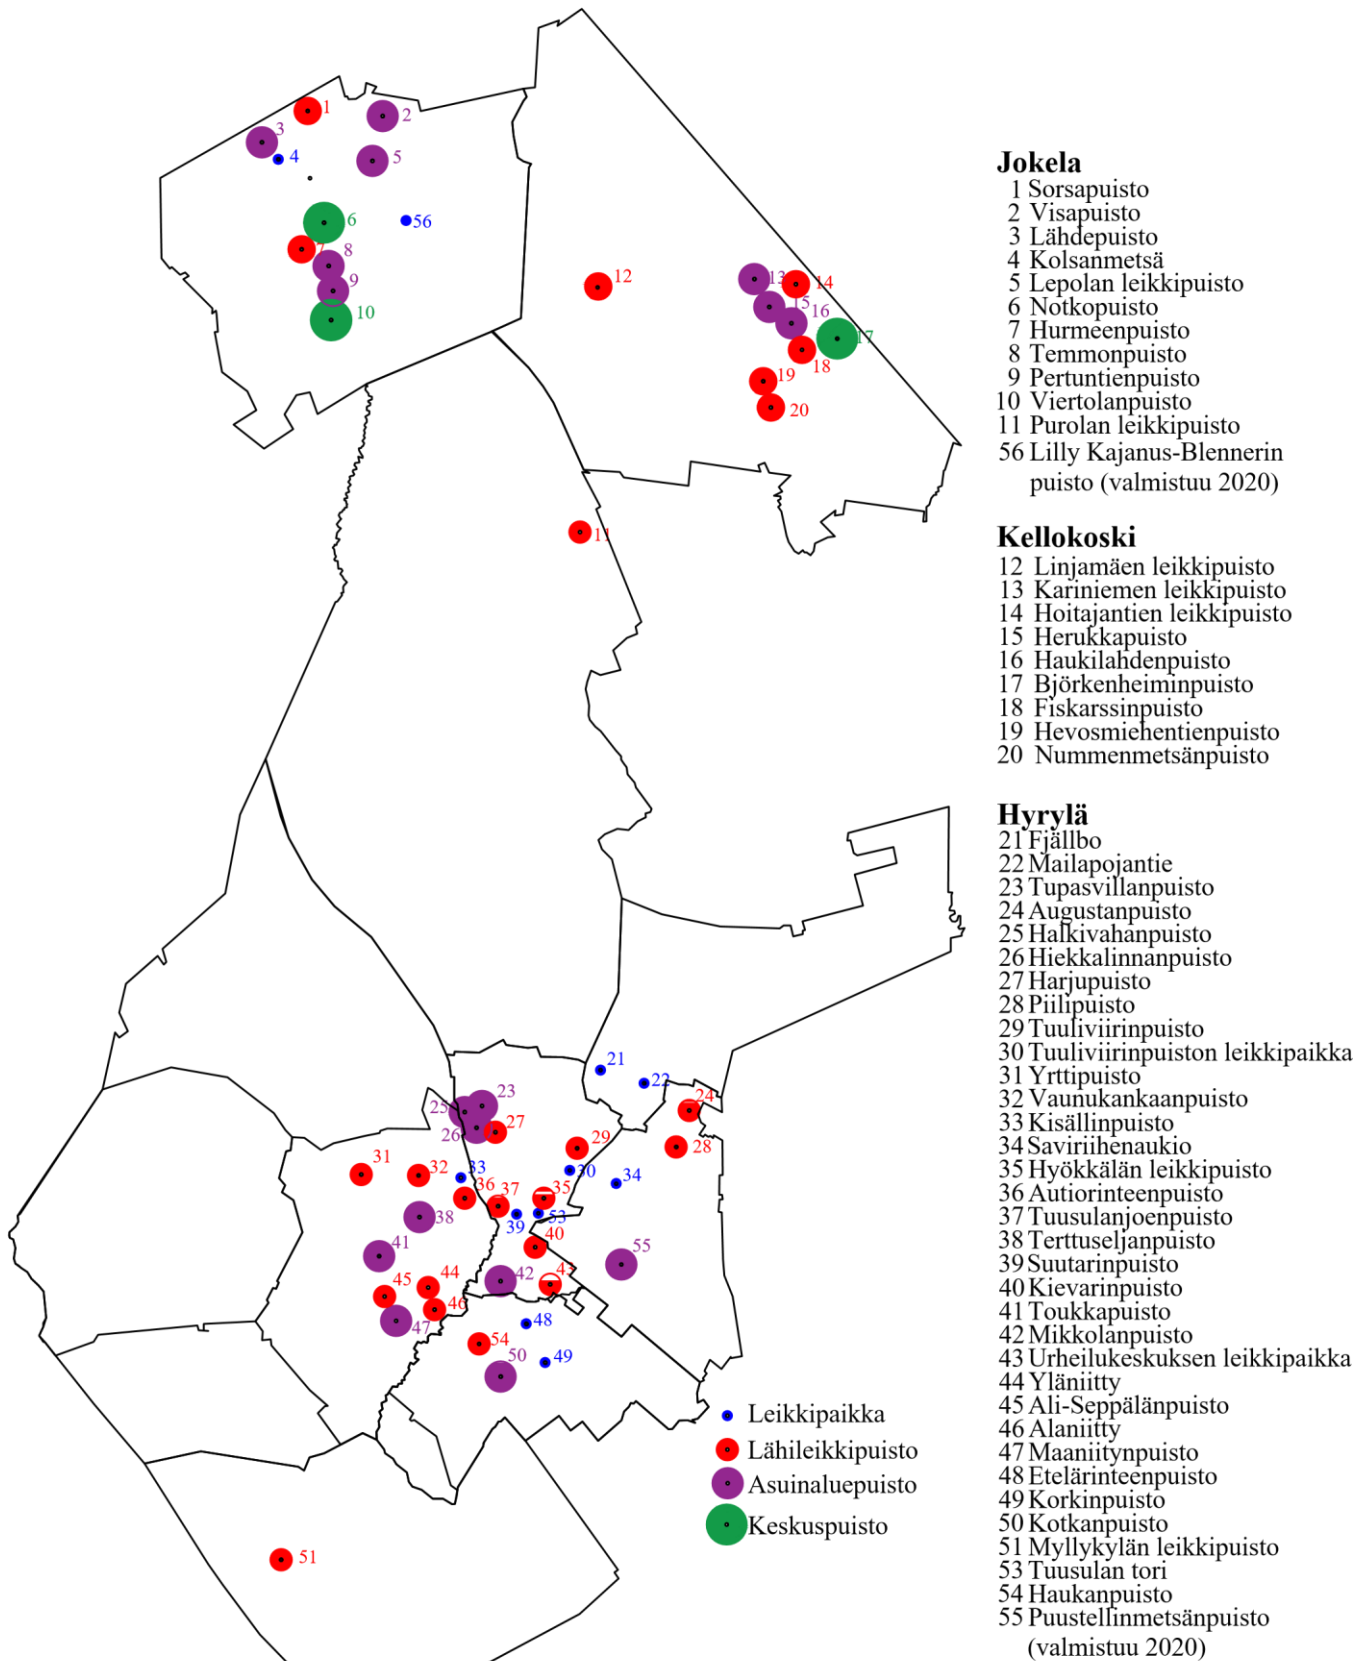 1
2
3
4
5
56
6
7
8
9
10
12
13
14
15
16
17
18
19
20
11
21
22
23
24
25
26
27
28
29
30
31
32
33
34
35
36
37
38
39
53
40
41
42
43
55
44
45
46
47
48
54
49
50
51
Leikkipaikka
Lähileikkipuisto
Asuinaluepuisto
Keskuspuisto
Jokela
1 Sorsapuisto
2 Visapuisto
3 Lähdepuisto
4 Kolsanmetsä
5 Lepolan leikkipuisto
6 Notkopuisto
7 Hurmeenpuisto
8 Temmonpuisto
9 Pertuntienpuisto
10 Viertolanpuisto
11 Purolan leikkipuisto
56 Lilly Kajanus-Blennerin
puisto (valmistuu 2020)
Kellokoski
12 Linjamäen leikkipuisto
13 Kariniemen leikkipuisto
14 Hoitajantien leikkipuisto
15 Herukkapuisto
16 Haukilahdenpuisto
17 Björkenheiminpuisto
18 Fiskarssinpuisto
19 Hevosmiehentienpuisto
20 Nummenmetsänpuisto
Hyrylä
21 Fjällbo
22 Mailapojantie
23 Tupasvillanpuisto
24 Augustanpuisto
25 Halkivahanpuisto
26 Hiekkalinnanpuisto
27 Harjupuisto
28 Piilipuisto
29 Tuuliviirinpuisto
30 Tuuliviirinpuiston leikkipaikka
31 Yrttipuisto
32 Vaunukankaanpuisto
33 Kisällinpuisto
34 Saviriihenaukio
35 Hyökkälän leikkipuisto
36 Autiorinteenpuisto
37 Tuusulanjoenpuisto
38 Terttuseljanpuisto
39 Suutarinpuisto
40 Kievarinpuisto
41 Toukkapuisto
42 Mikkolanpuisto
43 Urheilukeskuksen leikkipaikka
44 Yläniitty
45 Ali-Seppälänpuisto
46 Alaniitty
47 Maaniitynpuisto
48 Etelärinteenpuisto
49 Korkinpuisto
50 Kotkanpuisto
51 Myllykylän leikkipuisto
53 Tuusulan tori
54 Haukanpuisto
55 Puustellinmetsänpuisto
(valmistuu 2020)